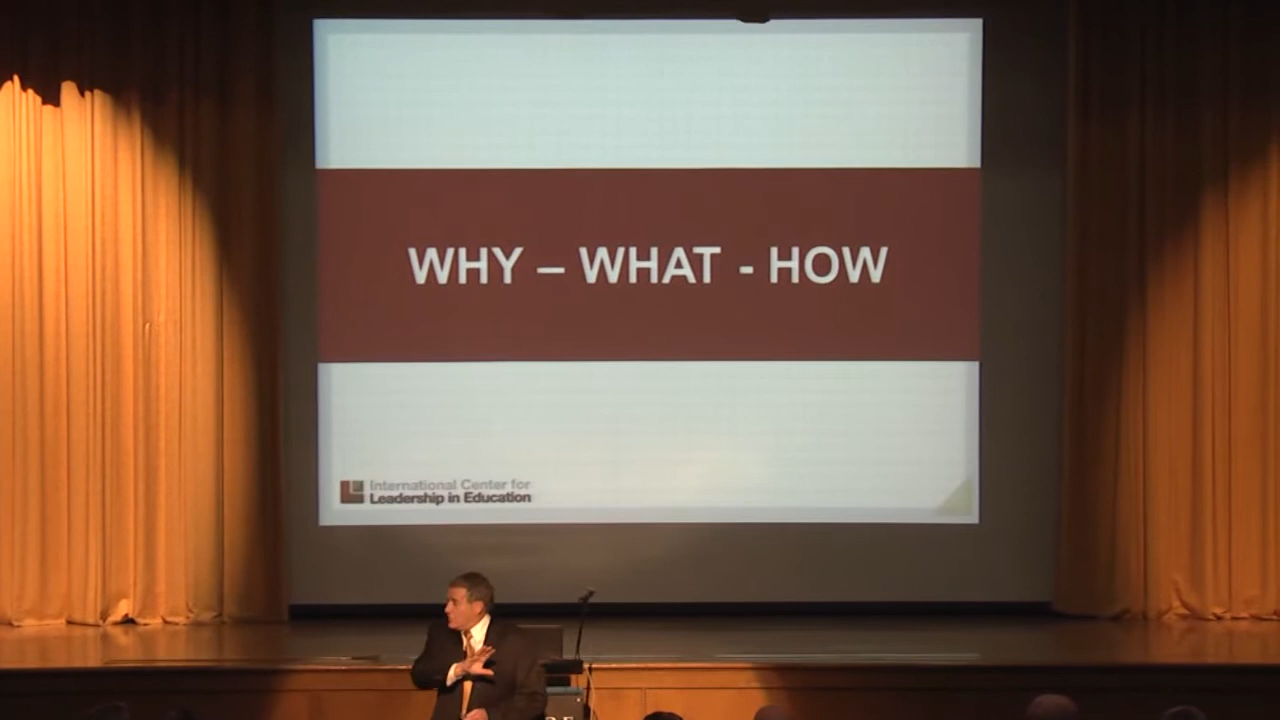 WHY – WHAT - HOW
International Center for
Leadership in Education